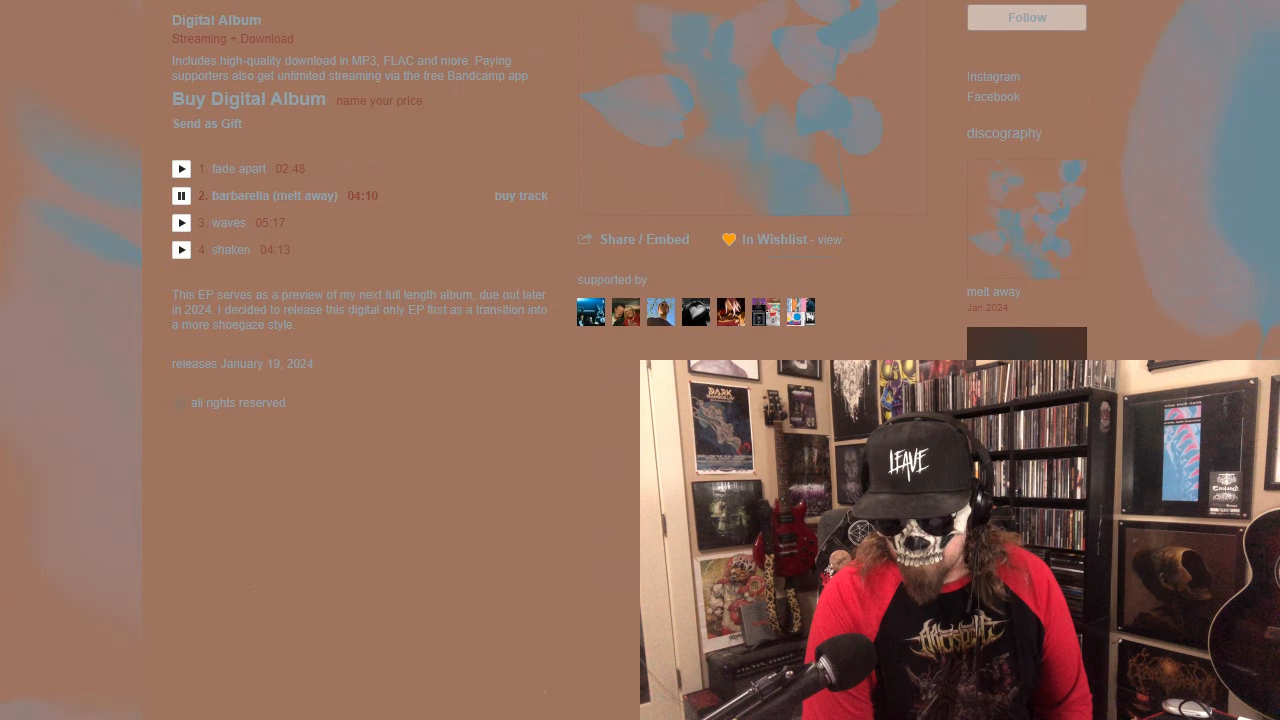 Digital Album
Streaming + Download
Includes high-quality download in MP3, FLAC and more. Paying
supporters also get unlimited streaming via the free Bandcamp app
Buy Digital Album name your price
Send as Gift
1. fade apart 02:48
2. barbarella (melt away) 04:10 buy track
3. waves 05:17
4. shaken 04:13
This EP serves as a preview of my next full length album, due out later
in 2024. I decided to release this digital only EP first as a transition into
a more shoegaze style.
releases January 19, 2024
all rights reserved
Share / Embed
In Wishlist - view
supported by
Follow
Instagram
Facebook
discography
melt away
Jan 2024
DARK
LEAVE
ARCHSPIRE